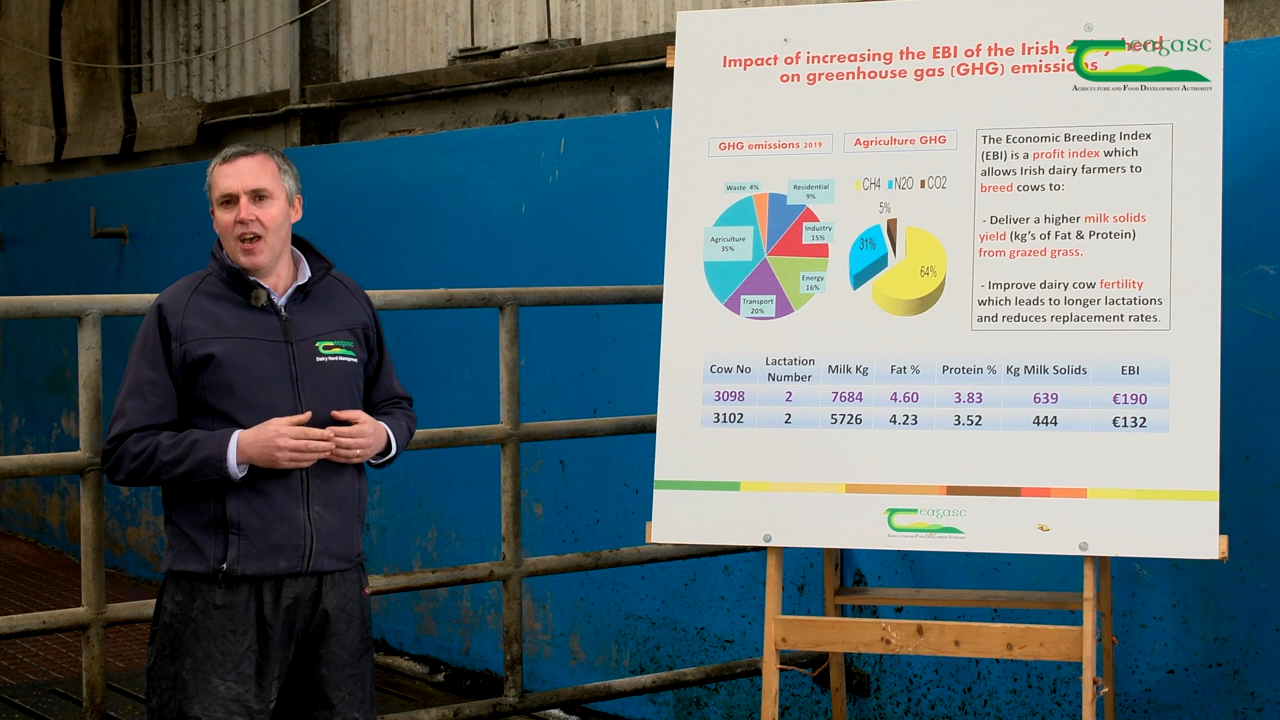 Impact of increasing the EBI of the Irish
on greenhouse gas (GHG) emissions
Teagasc
AGRICULTURE AND FOOD DEVELOPMENT AUTHORITY
GHG emissions 2019
Agriculture GHG
Waste 4%
Residential
9%
Industry
15%
Energy
16%
Transport
20%
Agriculture
35%
CH4 N2O CO2
5%
31%
64%
The Economic Breeding Index
(EBI) is a profit index which
allows Irish dairy farmers to
breed cows to:
- Deliver a higher milk solids
yield (kg's of Fat & Protein)
from grazed grass.
- Improve dairy cow fertility
which leads to longer lactations
and reduces replacement rates.
Cow No Lactation Number Milk Kg Fat % Protein % Kg Milk Solids EBI
3098 2 7684 4.60 3.83 639 €190
3102 2 5726 4.23 3.52 444 €132
Teagasc
AGRICULTURE AND FOOD DEVELOPMENT AUTHORITY
Teagasc
Dairy Herd Management